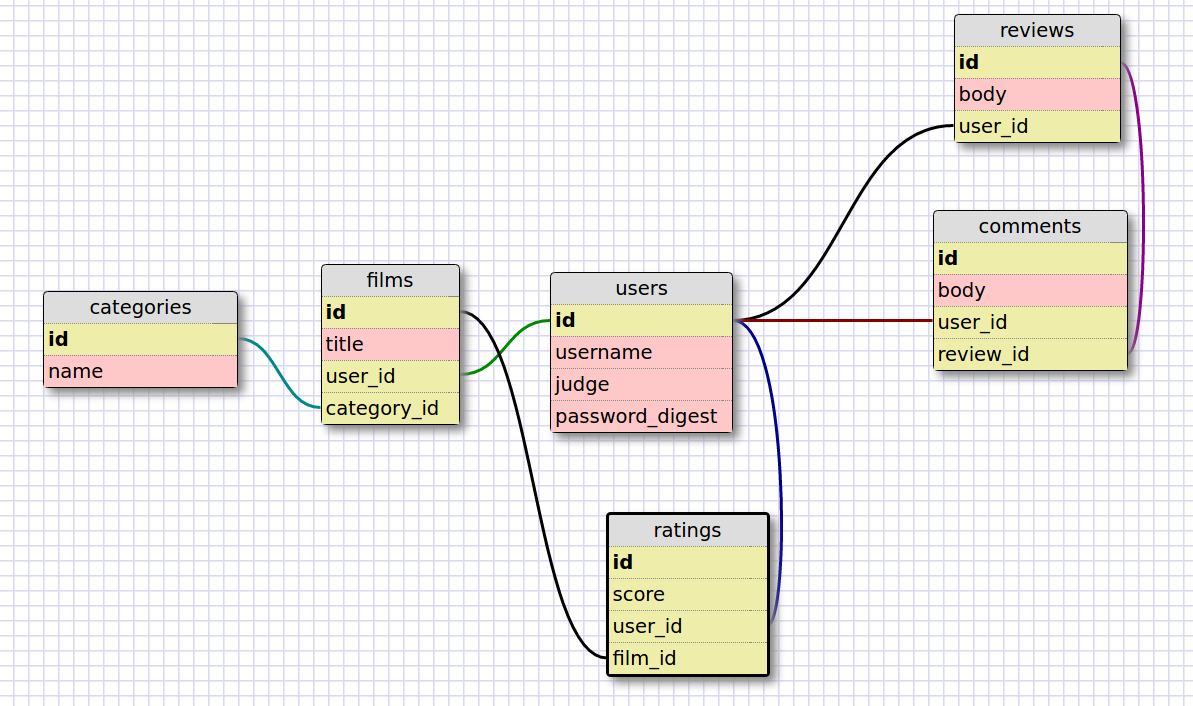 reviews
id
body
user_id
comments
id
body
user_id
review_id
films
id
title
user_id
category_id
users
id
username
judge
password_digest
categories
id
name
ratings
id
score
user_id
film_id